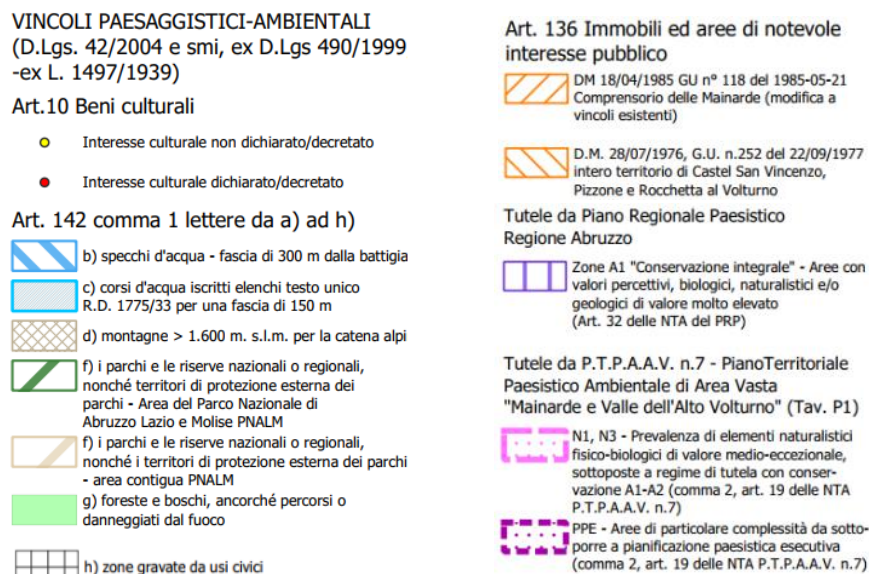 VINCOLI PAESAGGISTICI-AMBIENTALI
(D.Lgs. 42/2004 e smi, ex D.Lgs 490/1999
-ex L. 1497/1939)
Art.10 Beni culturali
Interesse culturale non dichiarato/decretato
Interesse culturale dichiarato/decretato
Art. 142 comma 1 lettere da a) ad h)
b) specchi d'acqua - fascia di 300 m dalla battigia
c) corsi d'acqua iscritti elenchi testo unico
R.D. 1775/33 per una fascia di 150 m
d) montagne > 1.600 m. s.l.m. per la catena alpi
f) i parchi e le riserve nazionali o regionali,
nonché territori di protezione esterna dei
parchi - Area del Parco Nazionale di
Abruzzo Lazio e Molise PNALM
f) i parchi e le riserve nazionali o regionali,
nonché i territori di protezione esterna dei parchi
- area contigua PNALM
g) foreste e boschi, ancorché percorsi o
danneggiati dal fuoco
h) zone gravate da usi civici
Art. 136 Immobili ed aree di notevole
interesse pubblico
DM 18/04/1985 GU n° 118 del 1985-05-21
Comprensorio delle Mainarde (modifica a
vincoli esistenti)
D.M. 28/07/1976, G.U. n.252 del 22/09/1977
intero territorio di Castel San Vincenzo,
Pizzone e Rocchetta al Volturno
Tutele da Piano Regionale Paesistico
Regione Abruzzo
Zone A1 "Conservazione integrale" - Aree con
valori percettivi, biologici, naturalistici e/o
geologici di valore molto elevato
(Art. 32 delle NTA del PRP)
Tutele da P.T.P.A.A.V. n.7 - PianoTerritoriale
Paesistico Ambientale di Area Vasta
"Mainarde e Valle dell'Alto Volturno" (Tav. P1)
N1, N3 - Prevalenza di elementi naturalistici
fisico-biologici di valore medio-eccezionale,
sottoposte a regime di tutela con conser-
vazione A1-A2 (comma 2, art. 19 delle NTA
P.T.P.A.A.V. n.7)
PPE - Aree di particolare complessità da sotto-
porre a pianificazione paesistica esecutiva
(comma 2, art. 19 delle NTA P.T.P.A.A.V. n.7)